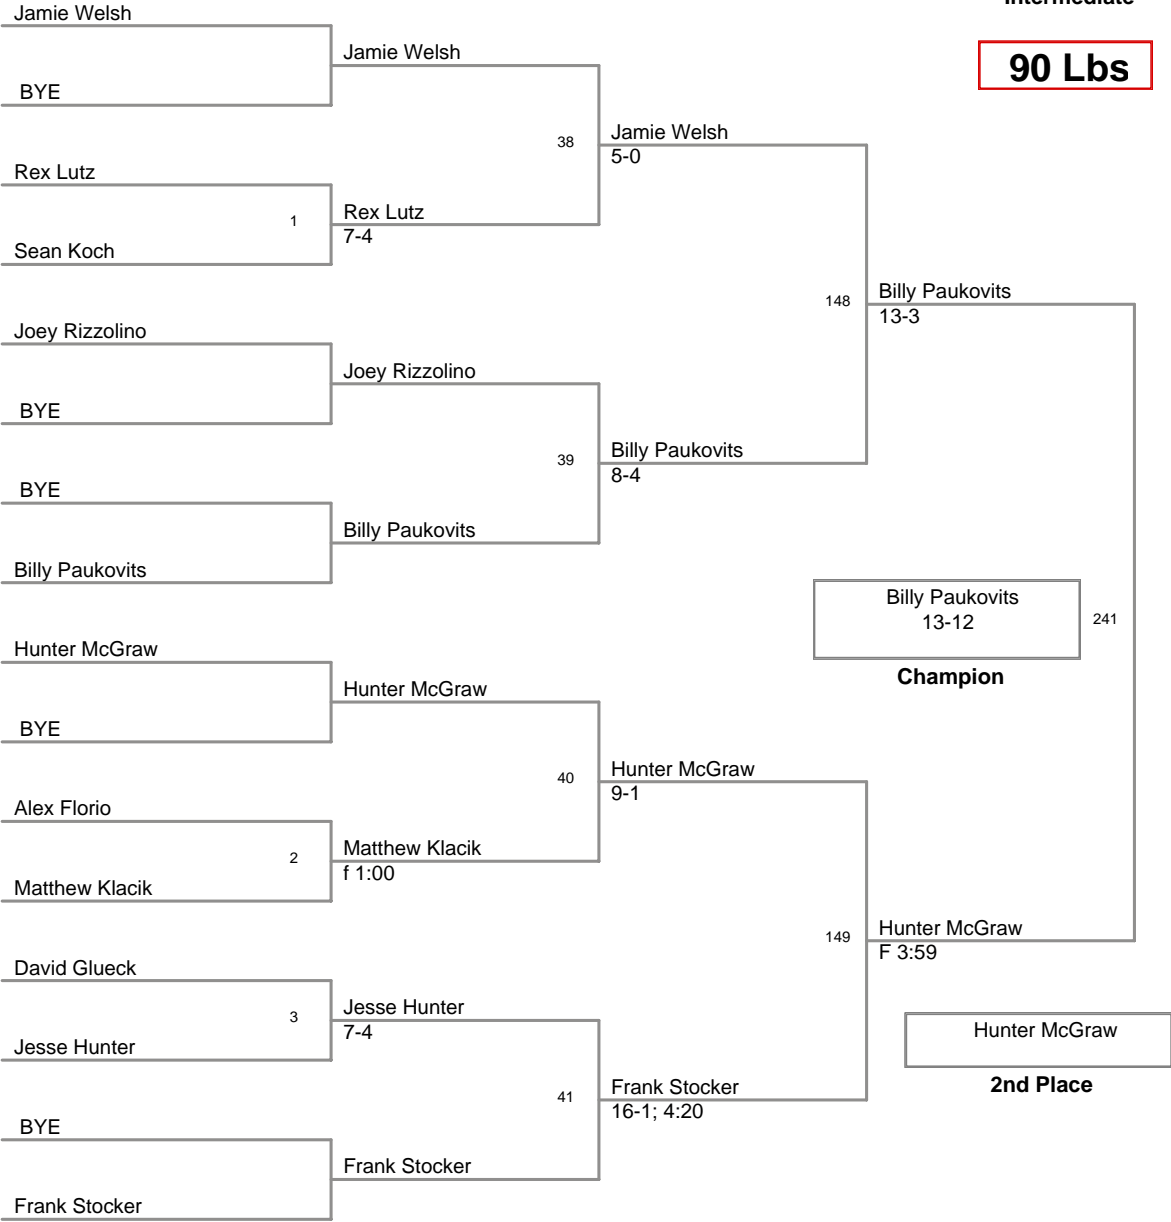 Intermediate
90 Lbs
Jamie Welsh
BYE
Rex Lutz
Sean Koch
Joey Rizzolino
BYE
BYE
Billy Paukovits
Hunter McGraw
BYE
Alex Florio
Matthew Klacik
David Glueck
Jesse Hunter
BYE
Frank Stocker
Jamie Welsh
1
Rex Lutz
7-4
Joey Rizzolino
Billy Paukovits
Hunter McGraw
2
Matthew Klacik
f 1:00
3
Jesse Hunter
7-4
Frank Stocker
38
Jamie Welsh
5-0
39
Billy Paukovits
8-4
40
Hunter McGraw
9-1
41
Frank Stocker
16-1; 4:20
148
Billy Paukovits
13-3
149
Hunter McGraw
F 3:59
Billy Paukovits
13-12
241
Champion
Hunter McGraw
2nd Place